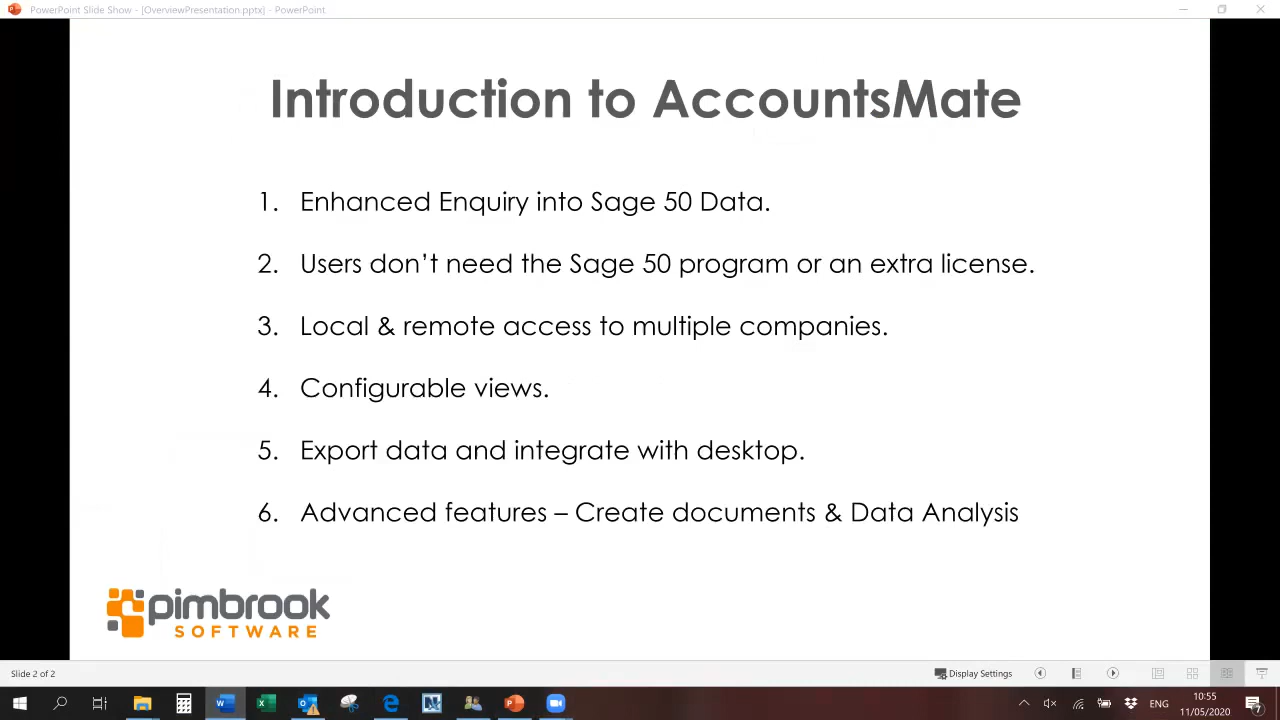 PowerPoint Slide Show - [OverviewPresentation.pptx] - PowerPoint
Introduction to AccountsMate
1. Enhanced Enquiry into Sage 50 Data.
2. Users don’t need the Sage 50 program or an extra license.
3. Local & remote access to multiple companies.
4. Configurable views.
5. Export data and integrate with desktop.
6. Advanced features – Create documents & Data Analysis
pimbrook
SOFTWARE
Slide 2 of 2
Display Settings
ENG
10:55
11/05/2020
7